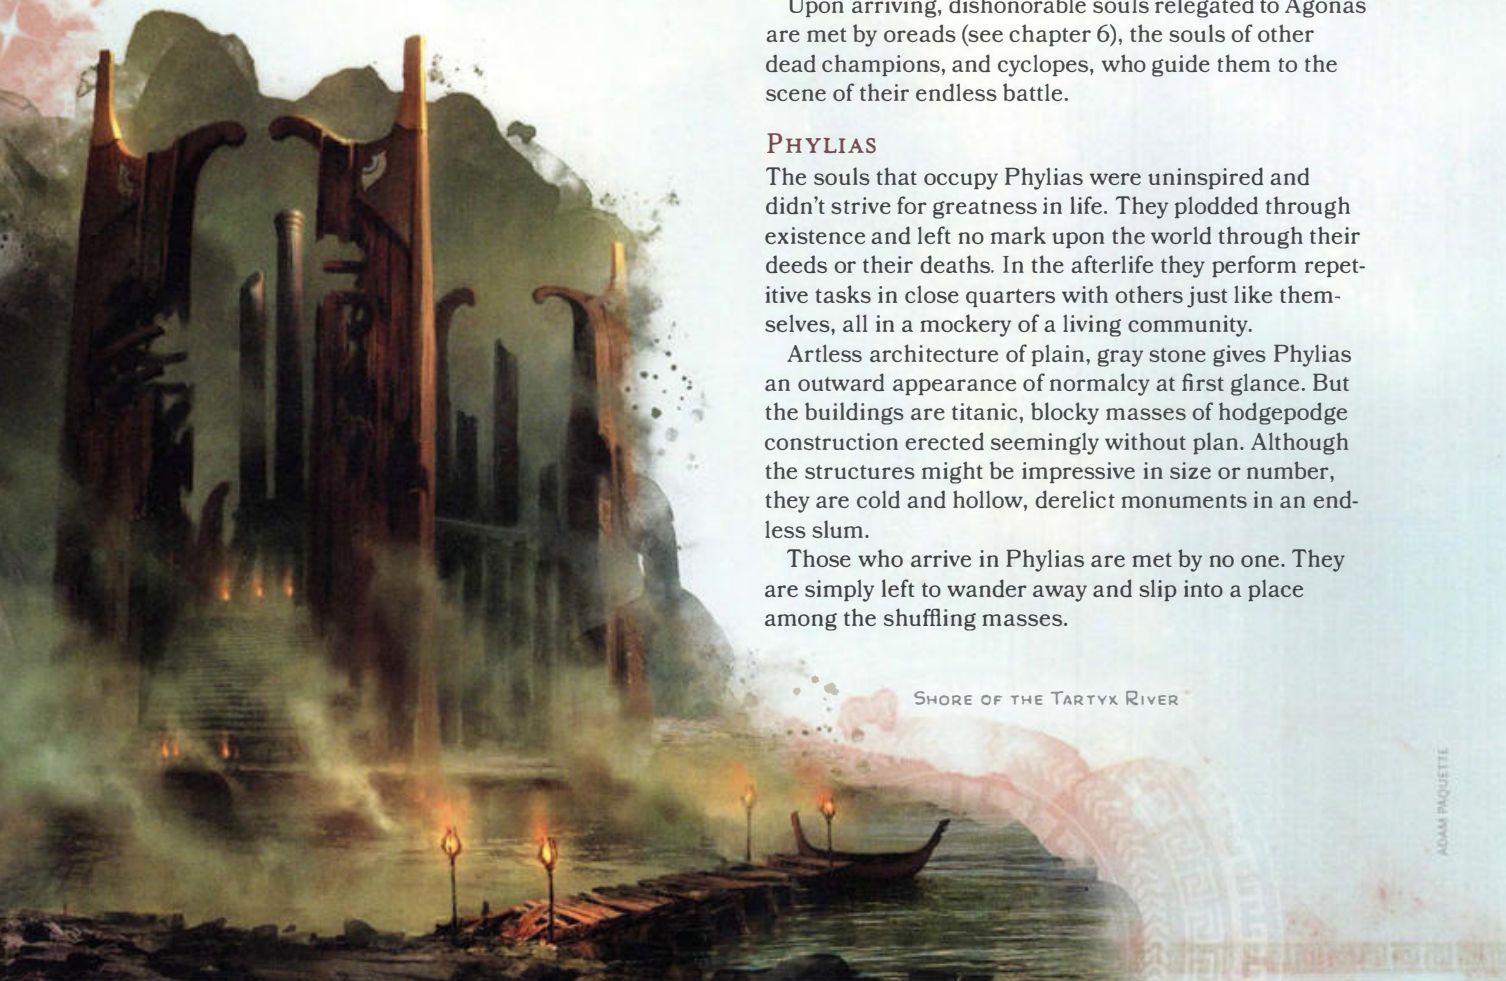 Upon arriving, dishonorable souls relegated to Agonas
are met by oreads (see chapter 6), the souls of other
dead champions, and cyclopes, who guide them to the
scene of their endless battle.
PHYLIAS
The souls that occupy Phylias were uninspired and
didn't strive for greatness in life. They plodded through
existence and left no mark upon the world through their
deeds or their deaths. In the afterlife they perform repet-
itive tasks in close quarters with others just like them-
selves, all in a mockery of a living community.
Artless architecture of plain, gray stone gives Phylias
an outward appearance of normalcy at first glance. But
the buildings are titanic, blocky masses of hodgepodge
construction erected seemingly without plan. Although
the structures might be impressive in size or number,
they are cold and hollow, derelict monuments in an end-
less slum.
Those who arrive in Phylias are met by no one. They
are simply left to wander away and slip into a place
among the shuffling masses.
SHORE OF THE TARTYX RIVER
ADAM PAQUETTE